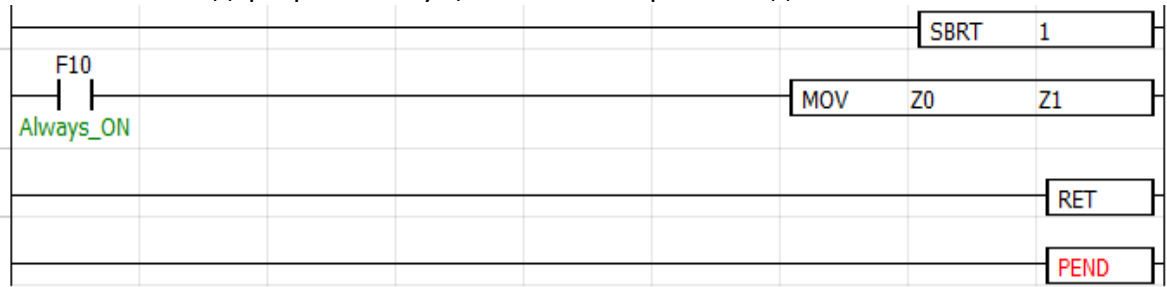 SBRT 1
F10
MOV Z0 Z1
Always_ON
RET
PEND